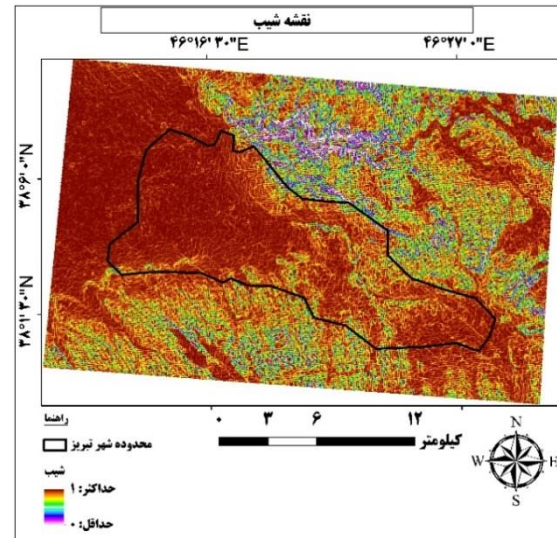 نقشه شیب
۴۶°۱۶'۳۰"E ۴۶°۲۷'۰"E
۳۸°۶'۰"N
۳۸°۱'۳۰"N
راهنما
محدوده شهر تبریز
شیب
حداکثر: ۱
حداقل: ۰
۰ ۳ ۶ ۱۲
کیلومتر
N
W
S